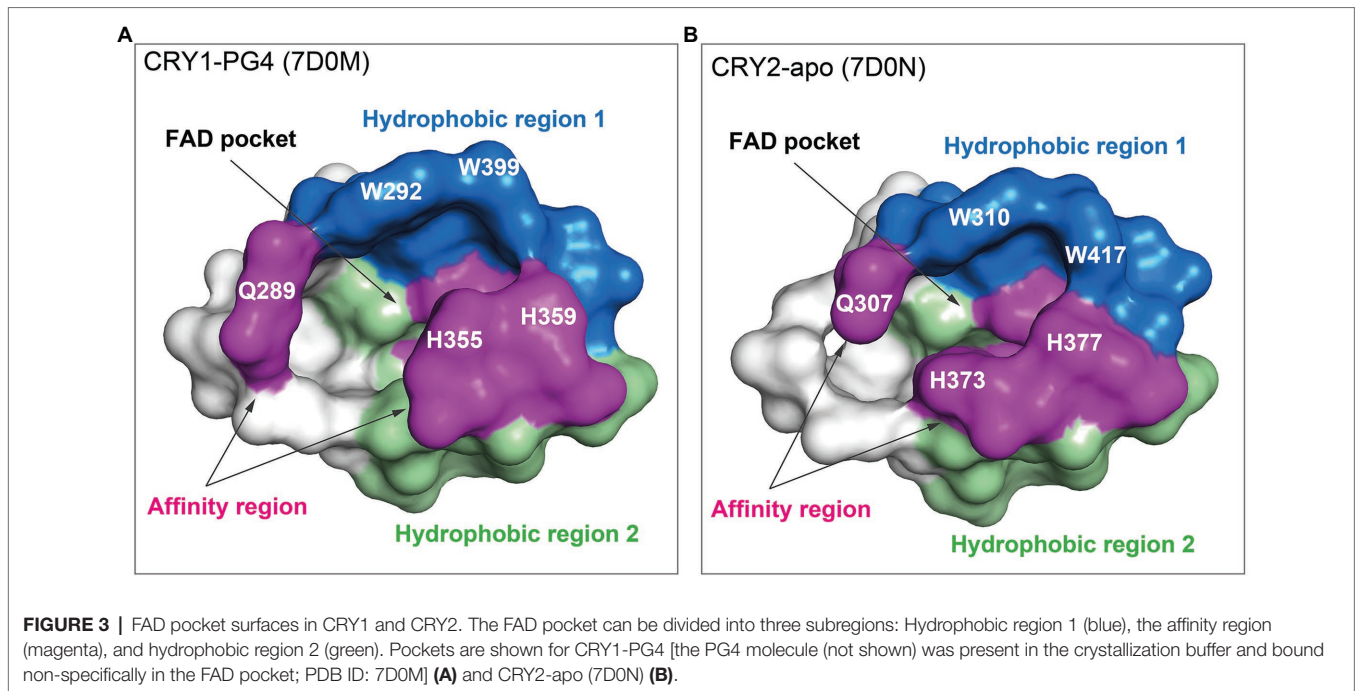 A
CRY1-PG4 (7D0M)
Hydrophobic region 1
FAD pocket
W399
W292
Q289
H359
H355
Affinity region
Hydrophobic region 2
B
CRY2-apo (7D0N)
Hydrophobic region 1
FAD pocket
W310
W417
Q307
H377
H373
Affinity region
Hydrophobic region 2
FIGURE 3 | FAD pocket surfaces in CRY1 and CRY2. The FAD pocket can be divided into three subregions: Hydrophobic region 1 (blue), the affinity region
(magenta), and hydrophobic region 2 (green). Pockets are shown for CRY1-PG4 [the PG4 molecule (not shown) was present in the crystallization buffer and bound
non-specifically in the FAD pocket; PDB ID: 7D0M] (A) and CRY2-apo (7D0N) (B).